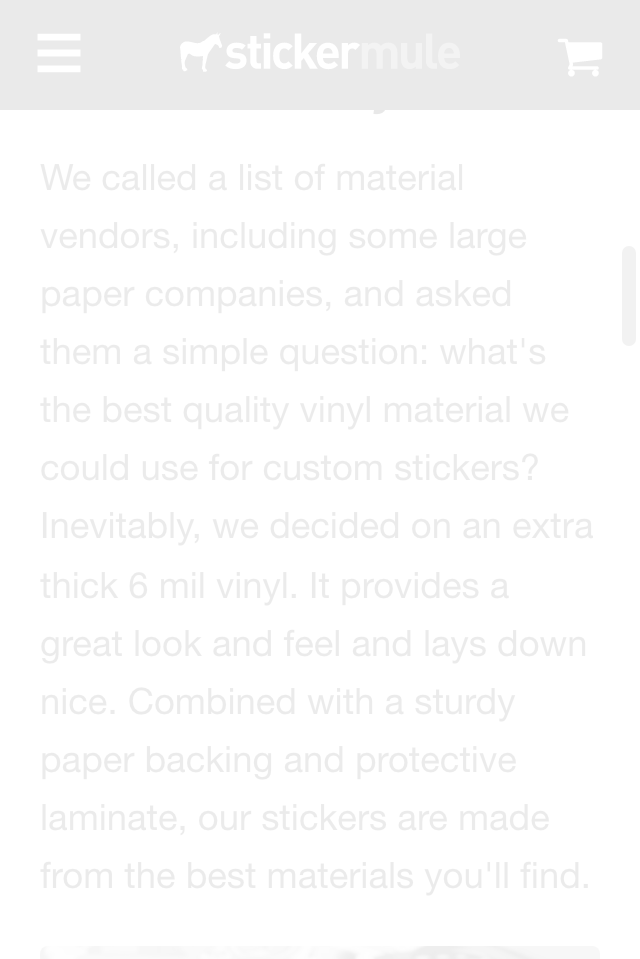 stickermule
We called a list of material
vendors, including some large
paper companies, and asked
them a simple question: what's
the best quality vinyl material we
could use for custom stickers?
Inevitably, we decided on an extra
thick 6 mil vinyl. It provides a
great look and feel and lays down
nice. Combined with a sturdy
paper backing and protective
laminate, our stickers are made
from the best materials you'll find.